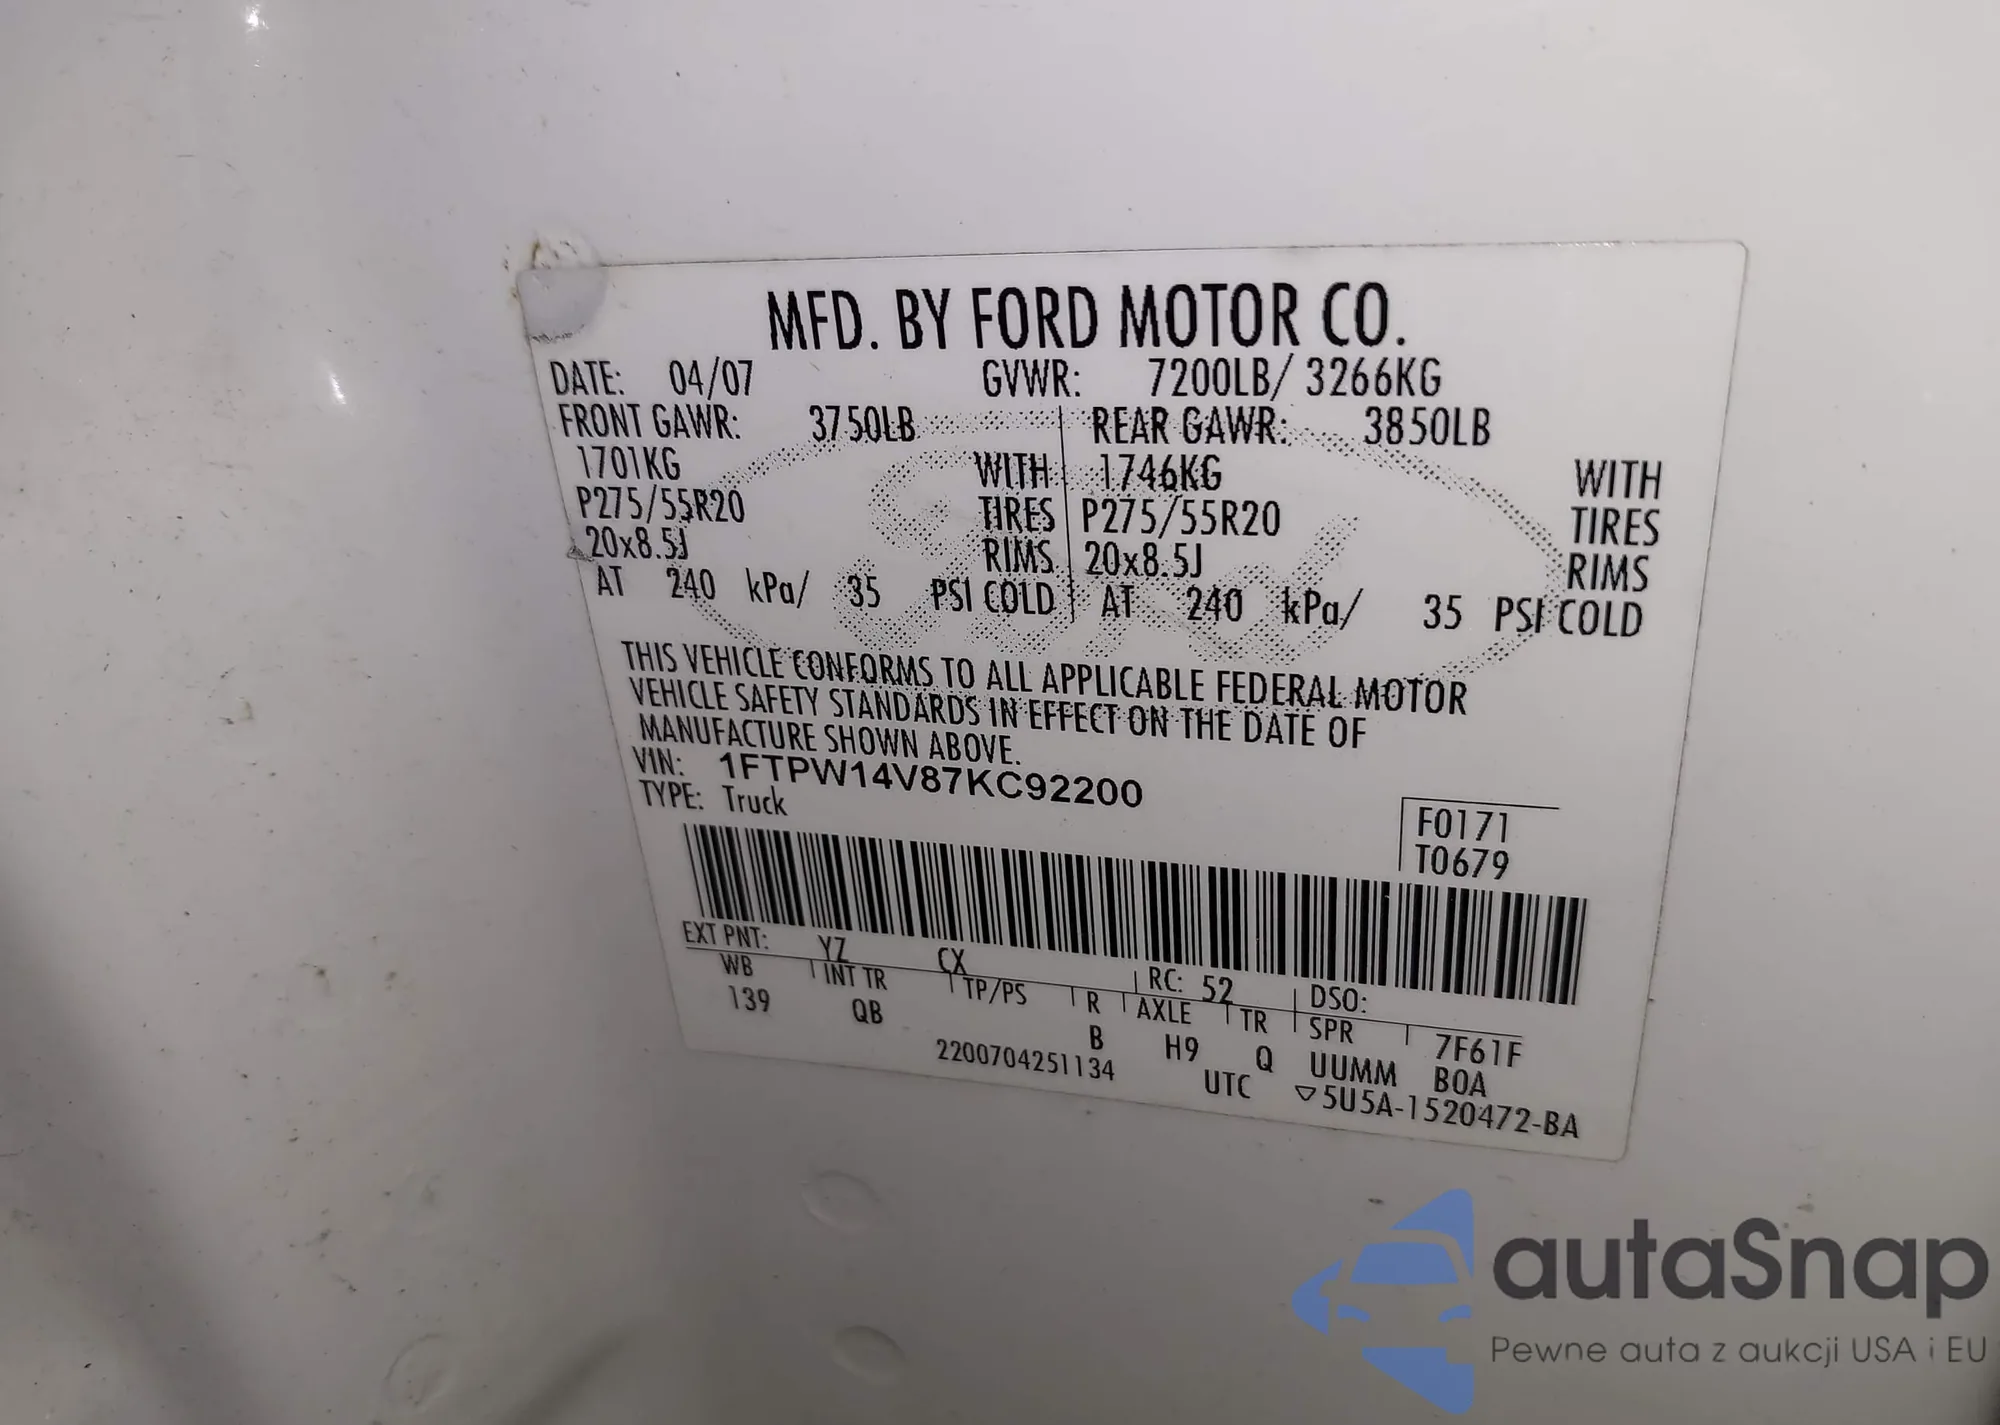 MFD. BY FORD MOTOR CO.
DATE: 04/07 GVWR: 7200LB/ 3266KG
FRONT GAWR: 3750LB REAR GAWR: 3850LB
1701KG WITH 1746KG WITH
P275/55R20 TIRES P275/55R20 TIRES
20x8.5J RIMS 20x8.5J RIMS
AT 240 kPa/ 35 PSI COLD AT 240 kPa/ 35 PSI COLD
THIS VEHICLE CONFORMS TO ALL APPLICABLE FEDERAL MOTOR
VEHICLE SAFETY STANDARDS IN EFFECT ON THE DATE OF
MANUFACTURE SHOWN ABOVE.
VIN: 1FTPW14V87KC92200
TYPE: Truck
F0171
T0679
EXT PNT: YZ CX RC: 52 DSO:
WB INT TR TP/PS R AXLE TR SPR 7F61F
139 QB B H9 Q UUMM BOA
2200704251134 UTC ▽5U5A-1520472-BA
Ford
autaSnap
Pewne auta z aukcji USA i EU